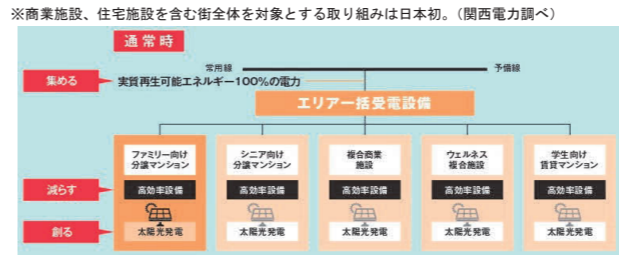 ※商業施設、住宅施設を含む街全体を対象とする取り組みは日本初。（関西電力調べ）
通常時
常用線
予備線
集める
実質再生可能エネルギー100%の電力
エリア一括受電設備
ファミリー向け
分譲マンション
シニア向け
分譲マンション
複合商業
施設
ウェルネス
複合施設
学生向け
賃貸マンション
減らす
高効率設備
高効率設備
高効率設備
高効率設備
高効率設備
創る
太陽光発電
太陽光発電
太陽光発電
太陽光発電
太陽光発電